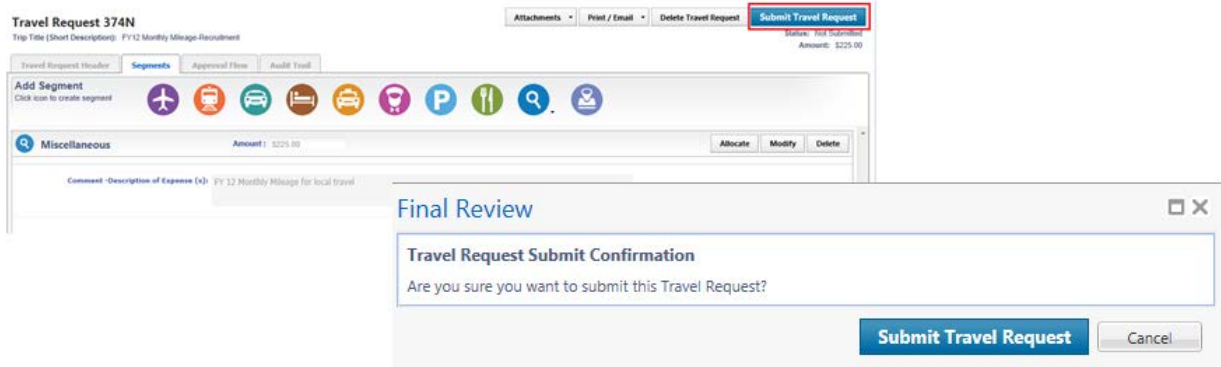 Travel Request 374N
Attachments
Print / Email
Delete Travel Request
Submit Travel Request
Trip Title (Short Description): FY12 Monthly Mileage-Recruitment
Status: Not Submitted
Amount: $225.00
Travel Request Header
Segments
Approval Flow
Audit Trail
Add Segment
Click icon to create segment
P
Miscellaneous
Amount : $225.00
Allocate
Modify
Delete
Comment -Description of Expense (s): FY 12 Monthly Mileage for local travel
Final Review
Travel Request Submit Confirmation
Are you sure you want to submit this Travel Request?
Submit Travel Request
Cancel